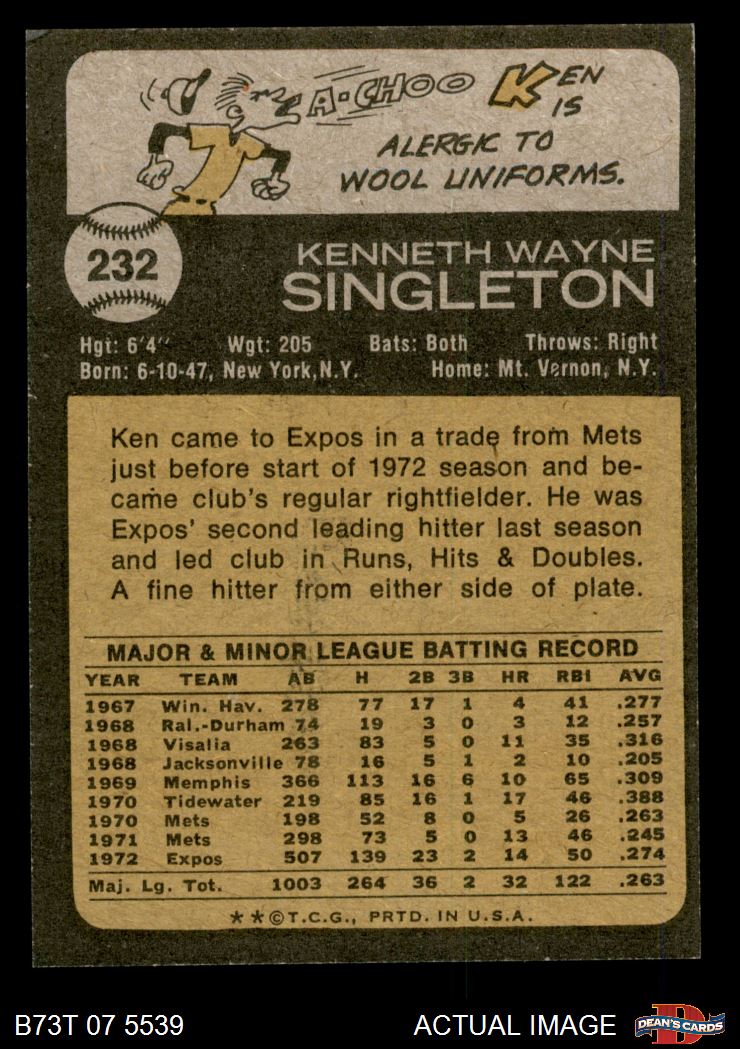 A-CHOO KEN
IS
ALERGIC TO
WOOL UNIFORMS.
232
KENNETH WAYNE
SINGLETON
Hgt: 6'4" Wgt: 205 Bats: Both Throws: Right
Born: 6-10-47, New York, N.Y. Home: Mt. Vernon, N.Y.
Ken came to Expos in a trade from Mets
just before start of 1972 season and be-
came club's regular rightfielder. He was
Expos' second leading hitter last season
and led club in Runs, Hits & Doubles.
A fine hitter from either side of plate.
MAJOR & MINOR LEAGUE BATTING RECORD
YEAR TEAM AB H 2B 3B HR RBI AVG
1967 Win. Hav. 278 77 17 1 4 41 .277
1968 Ral.-Durham 74 19 3 0 3 12 .257
1968 Visalia 263 83 5 0 11 35 .316
1968 Jacksonville 78 16 5 1 2 10 .205
1969 Memphis 366 113 16 6 10 65 .309
1970 Tidewater 219 85 16 1 17 46 .388
1970 Mets 198 52 8 0 5 26 .263
1971 Mets 298 73 5 0 13 46 .245
1972 Expos 507 139 23 2 14 50 .274
Maj. Lg. Tot. 1003 264 36 2 32 122 .263
**©T.C.G., PRTD. IN U.S.A.
B73T 07 5539 ACTUAL IMAGE DEAN'S CARDS